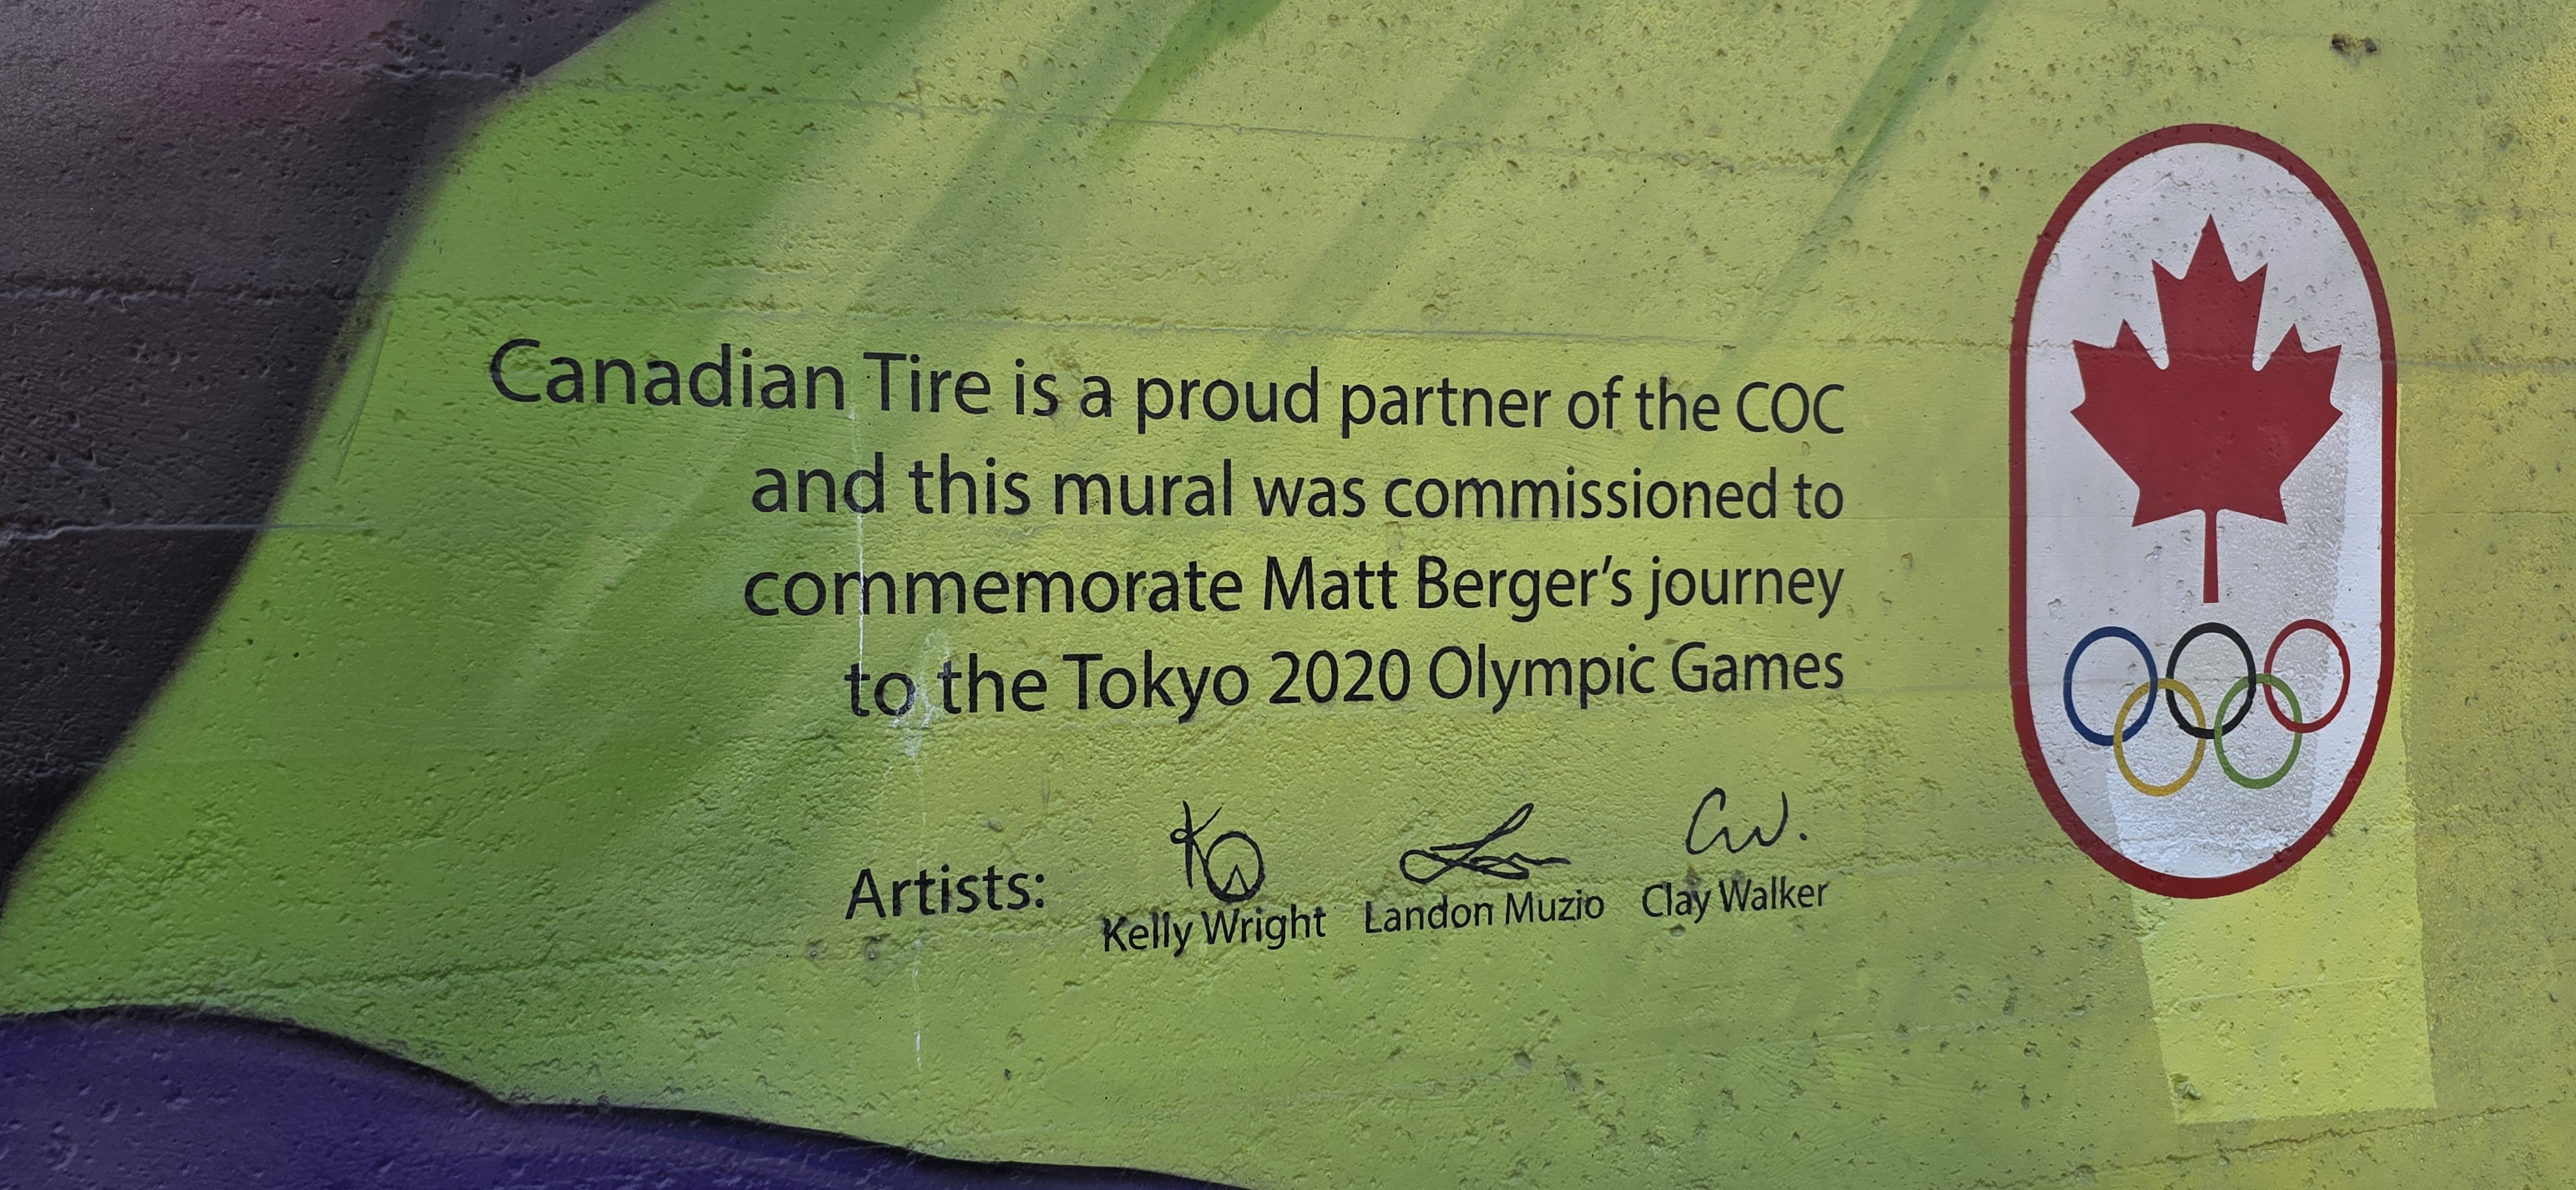 Canadian Tire is a proud partner of the COC
and this mural was commissioned to
commemorate Matt Berger's journey
to the Tokyo 2020 Olympic Games
Artists:
Kelly Wright Landon Muzio Clay Walker